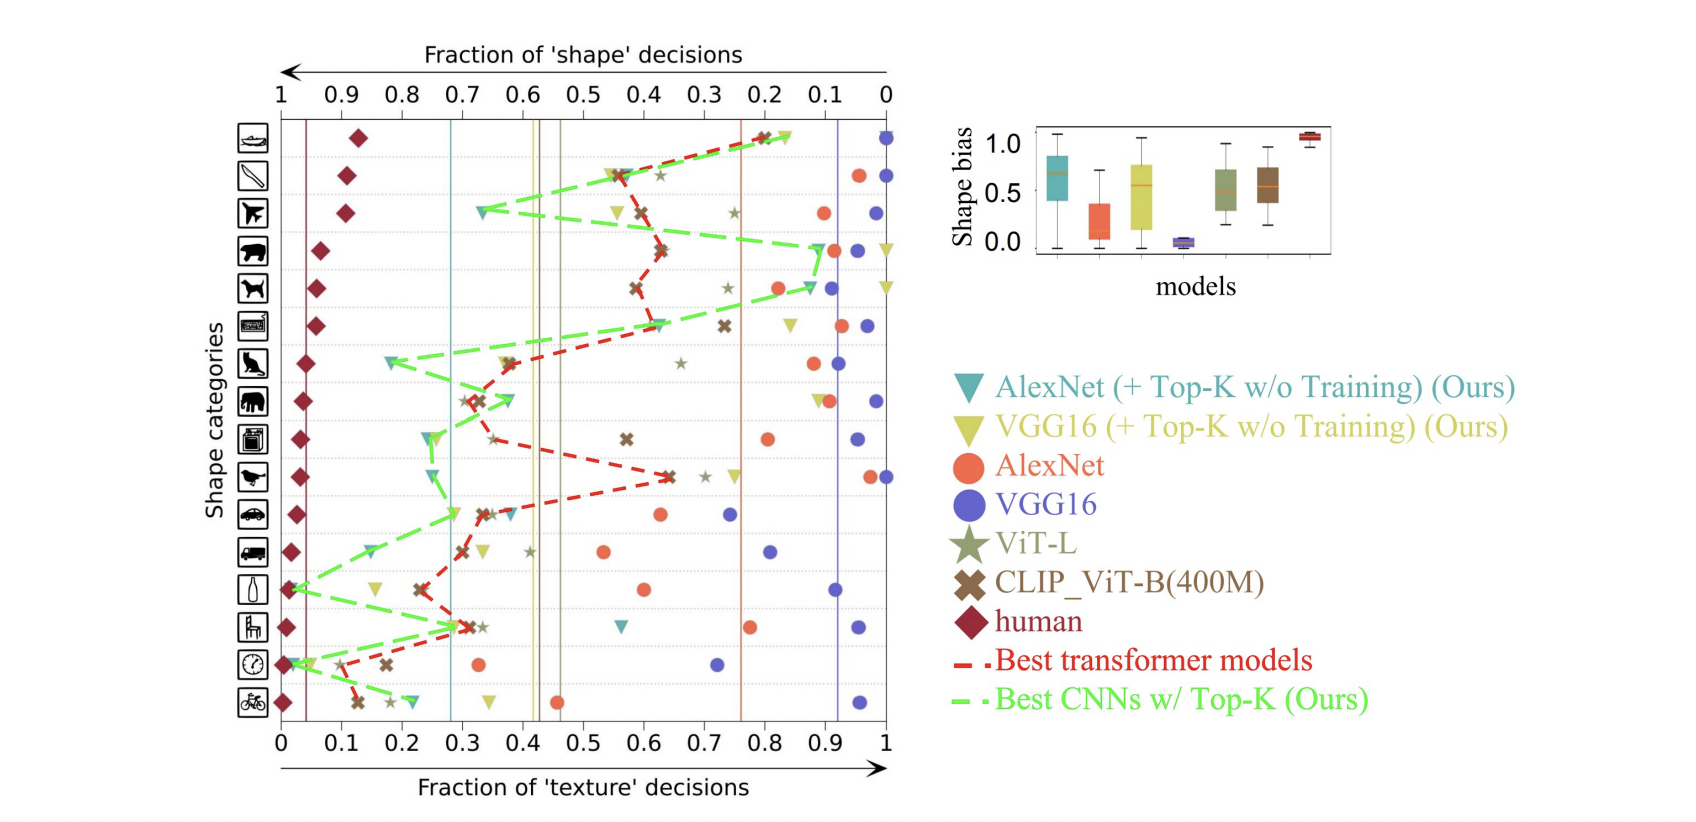 Fraction of 'shape' decisions
1 0.9 0.8 0.7 0.6 0.5 0.4 0.3 0.2 0.1 0
Shape categories
0 0.1 0.2 0.3 0.4 0.5 0.6 0.7 0.8 0.9 1
Fraction of 'texture' decisions
Shape bias
1.0
0.5
0.0
models
AlexNet (+ Top-K w/o Training) (Ours)
VGG16 (+ Top-K w/o Training) (Ours)
AlexNet
VGG16
ViT-L
CLIP_ViT-B(400M)
human
Best transformer models
Best CNNs w/ Top-K (Ours)